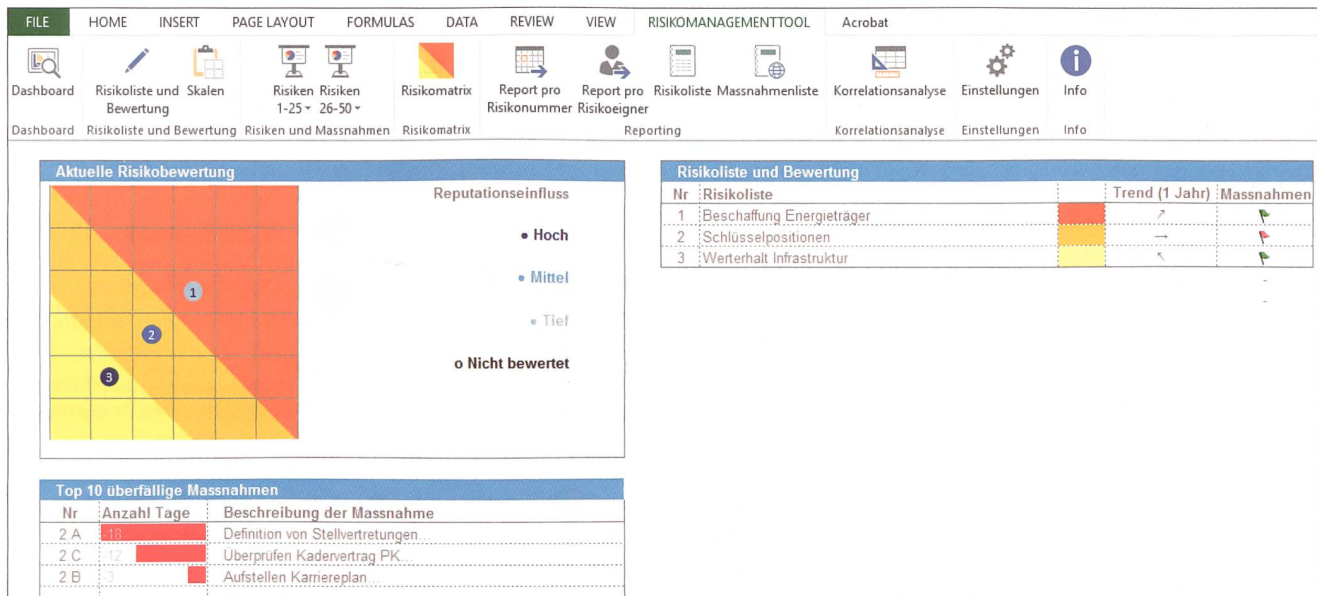 FILE HOME INSERT PAGE LAYOUT FORMULAS DATA REVIEW VIEW RISIKOMANAGEMENTTOOL Acrobat
Dashboard Risikoliste und Skalen Risiken Risiken Risikomatrix Report pro Report pro Risikoliste Massnahmenliste Korrelationsanalyse Einstellungen Info
Bewertung 1-25 26-50 Risikonummer Risikoeigner
Dashboard Risikoliste und Bewertung Risiken und Massnahmen Risikomatrix Reporting Korrelationsanalyse Einstellungen Info
Aktuelle Risikobewertung
Reputationseinfluss
• Hoch
• Mittel
• Tief
o Nicht bewertet
1
2
3
Risikoliste und Bewertung
Nr Risikoliste Trend (1 Jahr) Massnahmen
1 Beschaffung Energieträger ↗
2 Schlüsselpositionen →
3 Werterhalt Infrastruktur ↖
-
-
Top 10 überfällige Massnahmen
Nr Anzahl Tage Beschreibung der Massnahme
2 A -18 Definition von Stellvertretungen...
2 C -12 Überprüfen Kadervertrag PK...
2 B -3 Aufstellen Karriereplan...